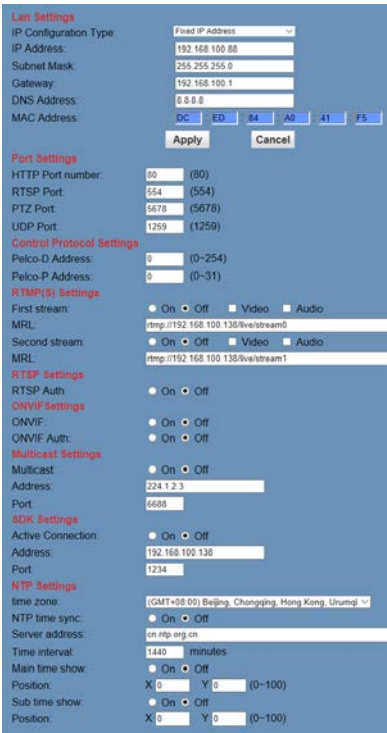 Lan Settings
IP Configuration Type Fixed IP Address
IP Address: 192.168.100.88
Subnet Mask: 255.255.255.0
Gateway: 192.168.100.1
DNS Address: 8.8.8.8
MAC Address: DC : ED : 84 : A0 : 41 : F5
Apply Cancel
Port Settings
HTTP Port number: 80 (80)
RTSP Port: 554 (554)
PTZ Port: 5678 (5678)
UDP Port: 1259 (1259)
Control Protocol Settings
Pelco-D Address: 0 (0~254)
Pelco-P Address: 0 (0~31)
RTMP(S) Settings
First stream: On Off Video Audio
MRL: rtmp://192.168.100.138/live/stream0
Second stream: On Off Video Audio
MRL: rtmp://192.168.100.138/live/stream1
RTSP Settings
RTSP Auth: On Off
ONVIFSettings
ONVIF: On Off
ONVIF Auth: On Off
Multicast Settings
Multicast: On Off
Address: 224.1.2.3
Port: 6688
SDK Settings
Active Connection: On Off
Address: 192.168.100.138
Port: 1234
NTP Settings
time zone: (GMT+08:00) Beijing, Chongqing, Hong Kong, Urumqi
NTP time sync: On Off
Server address: cn.ntp.org.cn
Time interval: 1440 minutes
Main time show: On Off
Position: X 0 Y 0 (0~100)
Sub time show: On Off
Position: X 0 Y 0 (0~100)